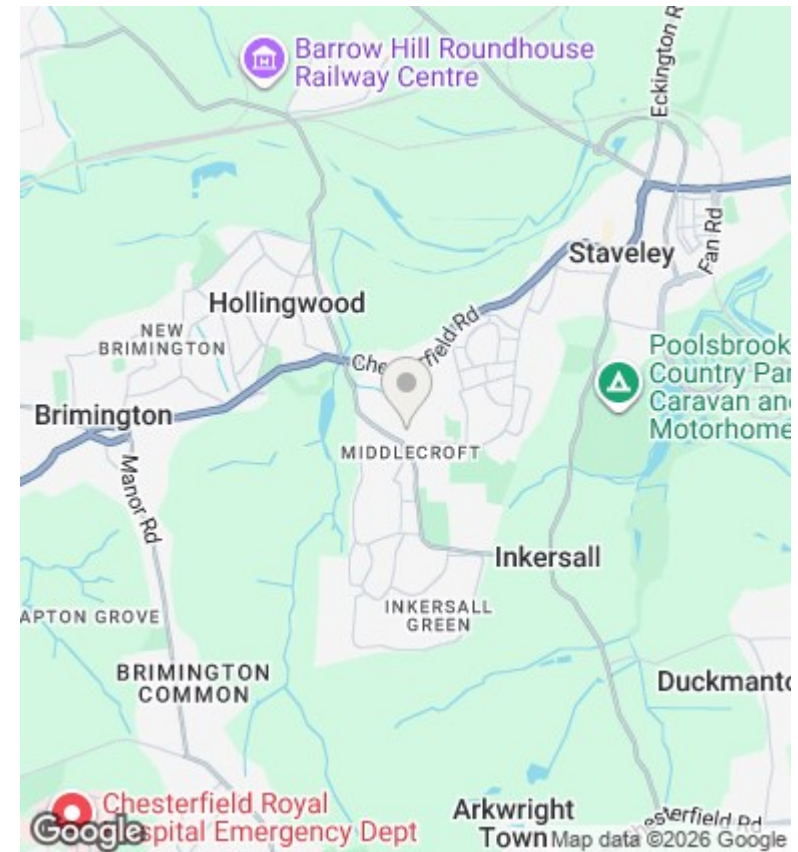 Barrow Hill Roundhouse
Railway Centre
Eckington R
Staveley
Fan Rd
Hollingwood
NEW
BRIMINGTON
Chesterfield Rd
Poolsbrook
Country Par
Caravan an
Motorhome
Brimington
MIDDLECROFT
Manor Rd
Inkersall
INKERSALL
GREEN
APTON GROVE
BRIMINGTON
COMMON
Duckmanto
Chesterfield Royal
spital Emergency Dept
Arkwright
Town
esterfield Rd
Google
Map data ©2026 Google